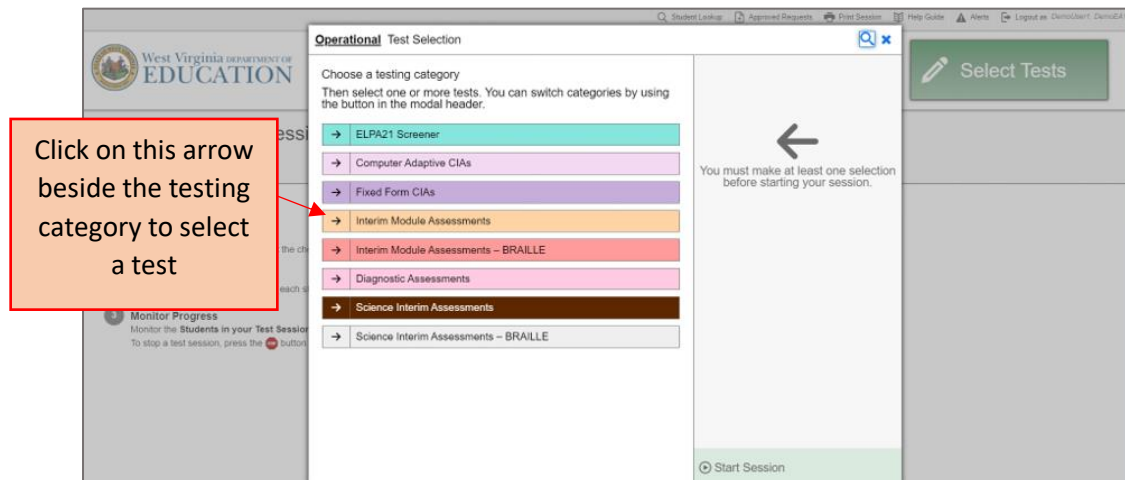 Student Lookup Approved Requests Print Session Help Guide Alerts Logout as DemoUser1
West Virginia DEPARTMENT OF
EDUCATION
Operational Test Selection
Select Tests
Choose a testing category
Then select one or more tests. You can switch categories by using
the button in the modal header.
ELPA21 Screener
Computer Adaptive CIAs
Fixed Form CIAs
Interim Module Assessments
Interim Module Assessments – BRAILLE
Diagnostic Assessments
Science Interim Assessments
Science Interim Assessments – BRAILLE
You must make at least one selection
before starting your session.
Start Session
Click on this arrow
beside the testing
category to select
a test
the
each
3 Monitor Progress
Monitor the Students in your Test Session
To stop a test session, press the button